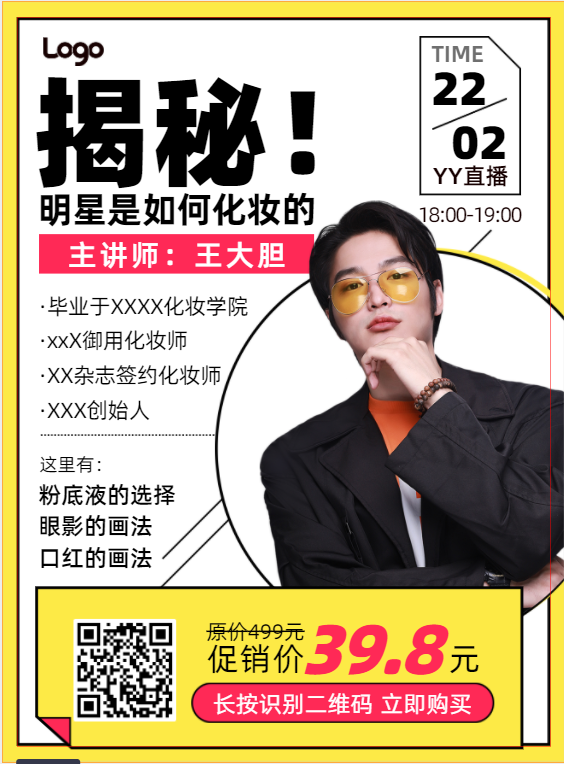 Logo
揭秘！
明星是如何化妆的
主讲师：王大胆
TIME
22
02
YY直播
18:00-19:00
·毕业于XXXX化妆学院
·xxX御用化妆师
·XX杂志签约化妆师
·XXX创始人
这里有：
粉底液的选择
眼影的画法
口红的画法
原价499元
促销价39.8元
长按识别二维码 立即购买